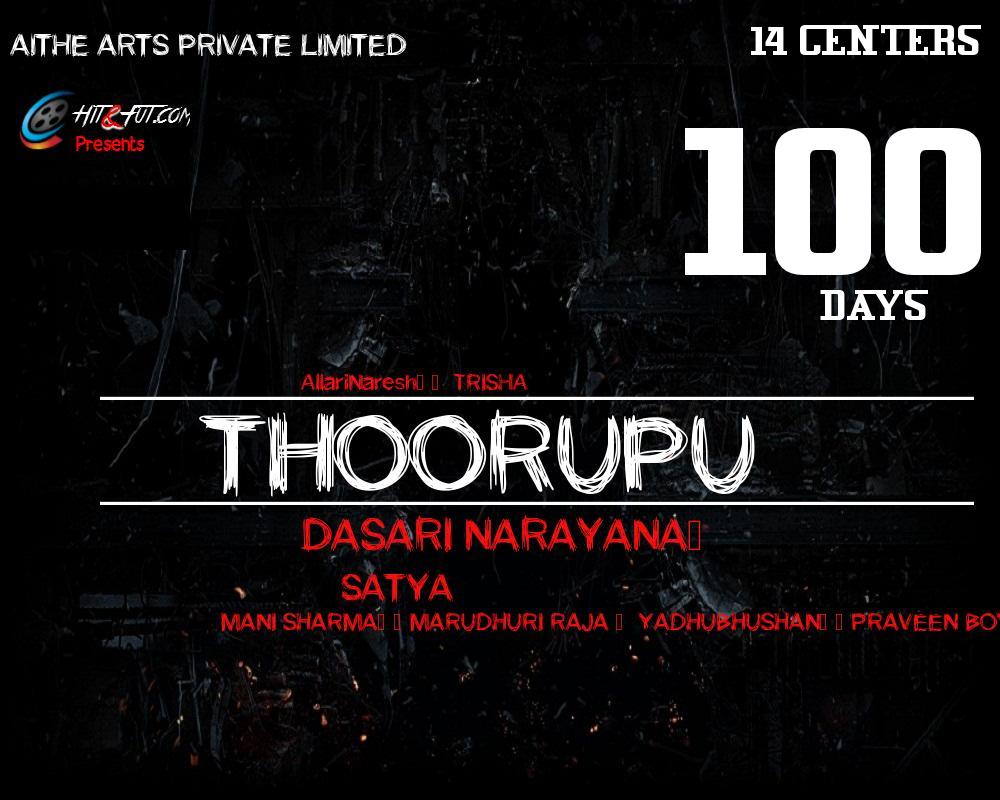 AITHE ARTS PRIVATE LIMITED
14 CENTERS
HIT&FUT.COM
Presents
100
DAYS
AllariNaresh TRISHA
THOORUPU
DASARI NARAYANA
SATYA
MANI SHARMA MARUDHURI RAJA YADHUBHUSHAN PRAVEEN BO